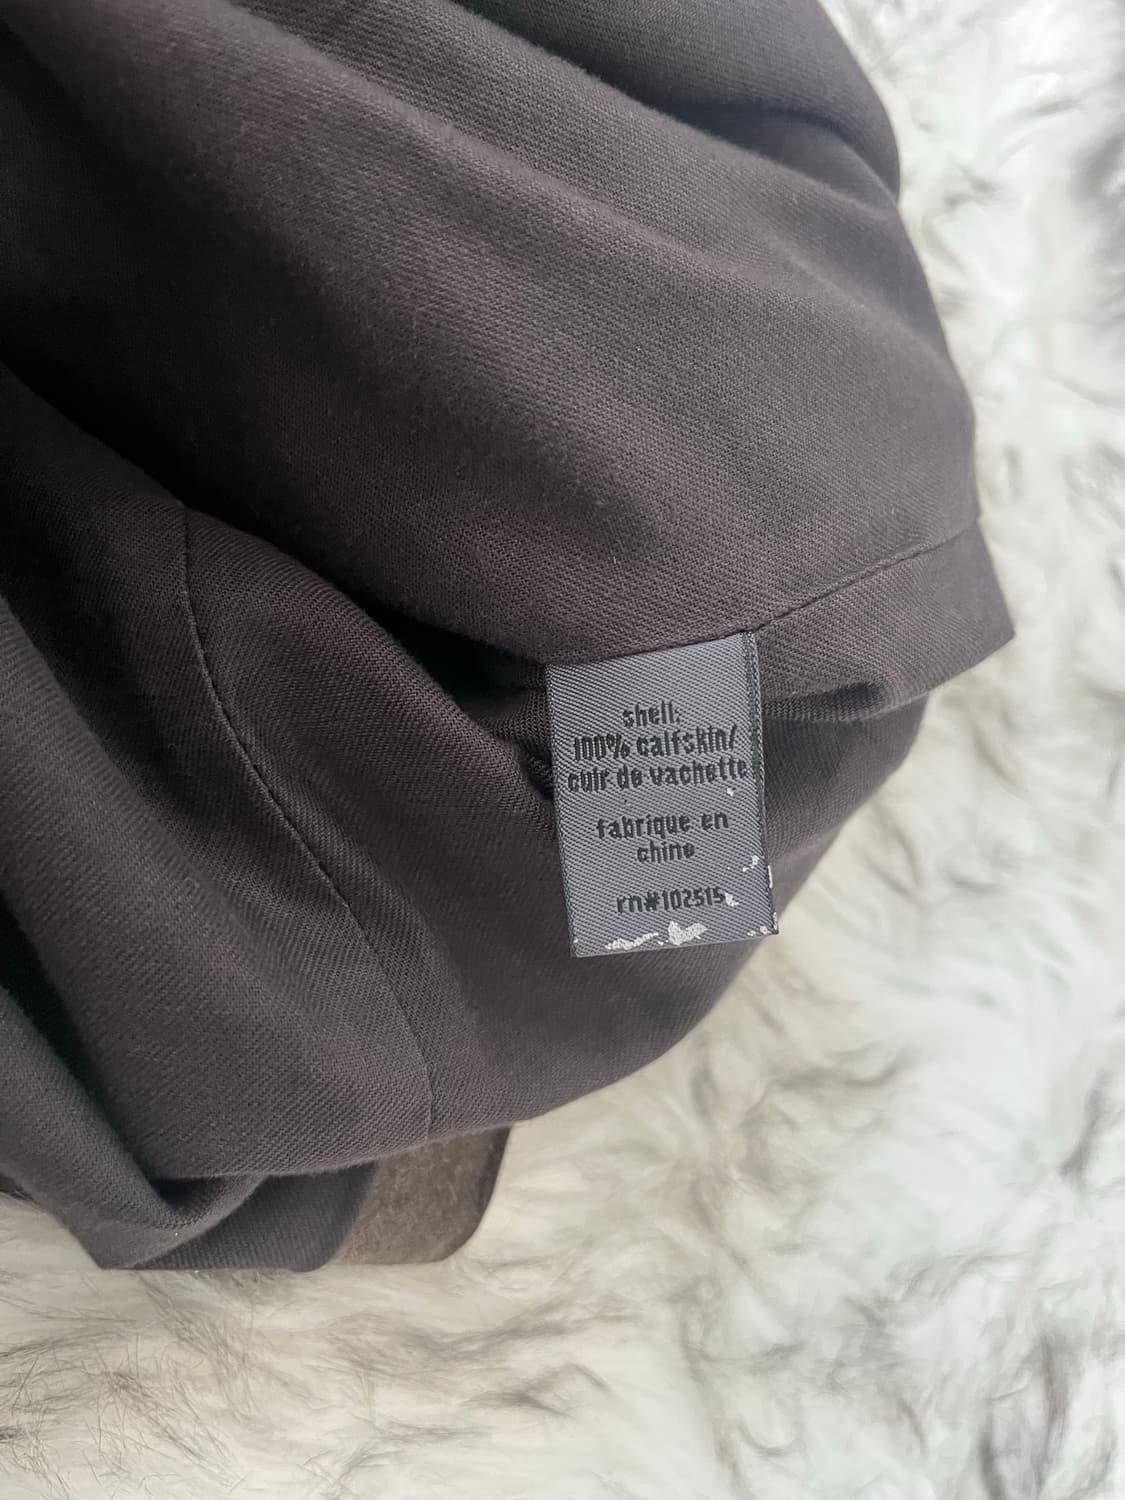 shell:
100% calfskin/
cuir de vachette
fabrique en
chine
rn#102515